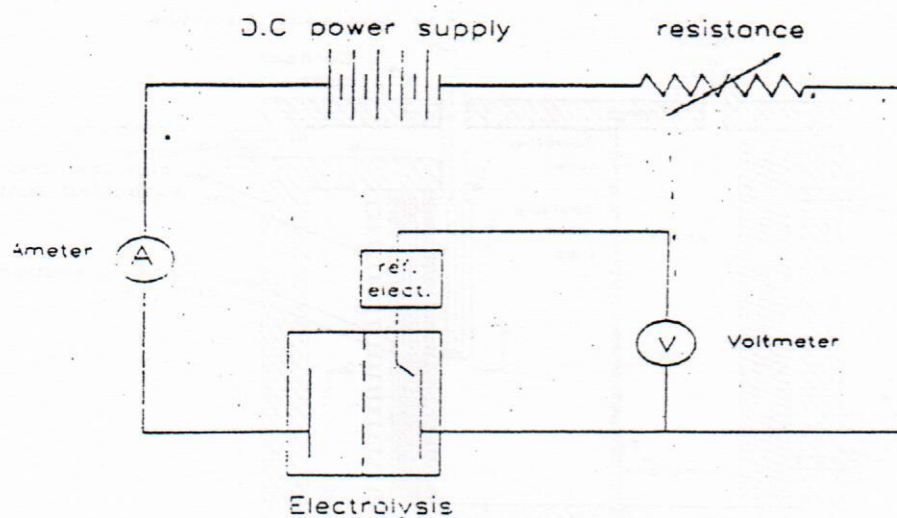 D.C power supply
resistance
Ameter
A
ref.
elect.
V
Voltmeter
Electrolysis